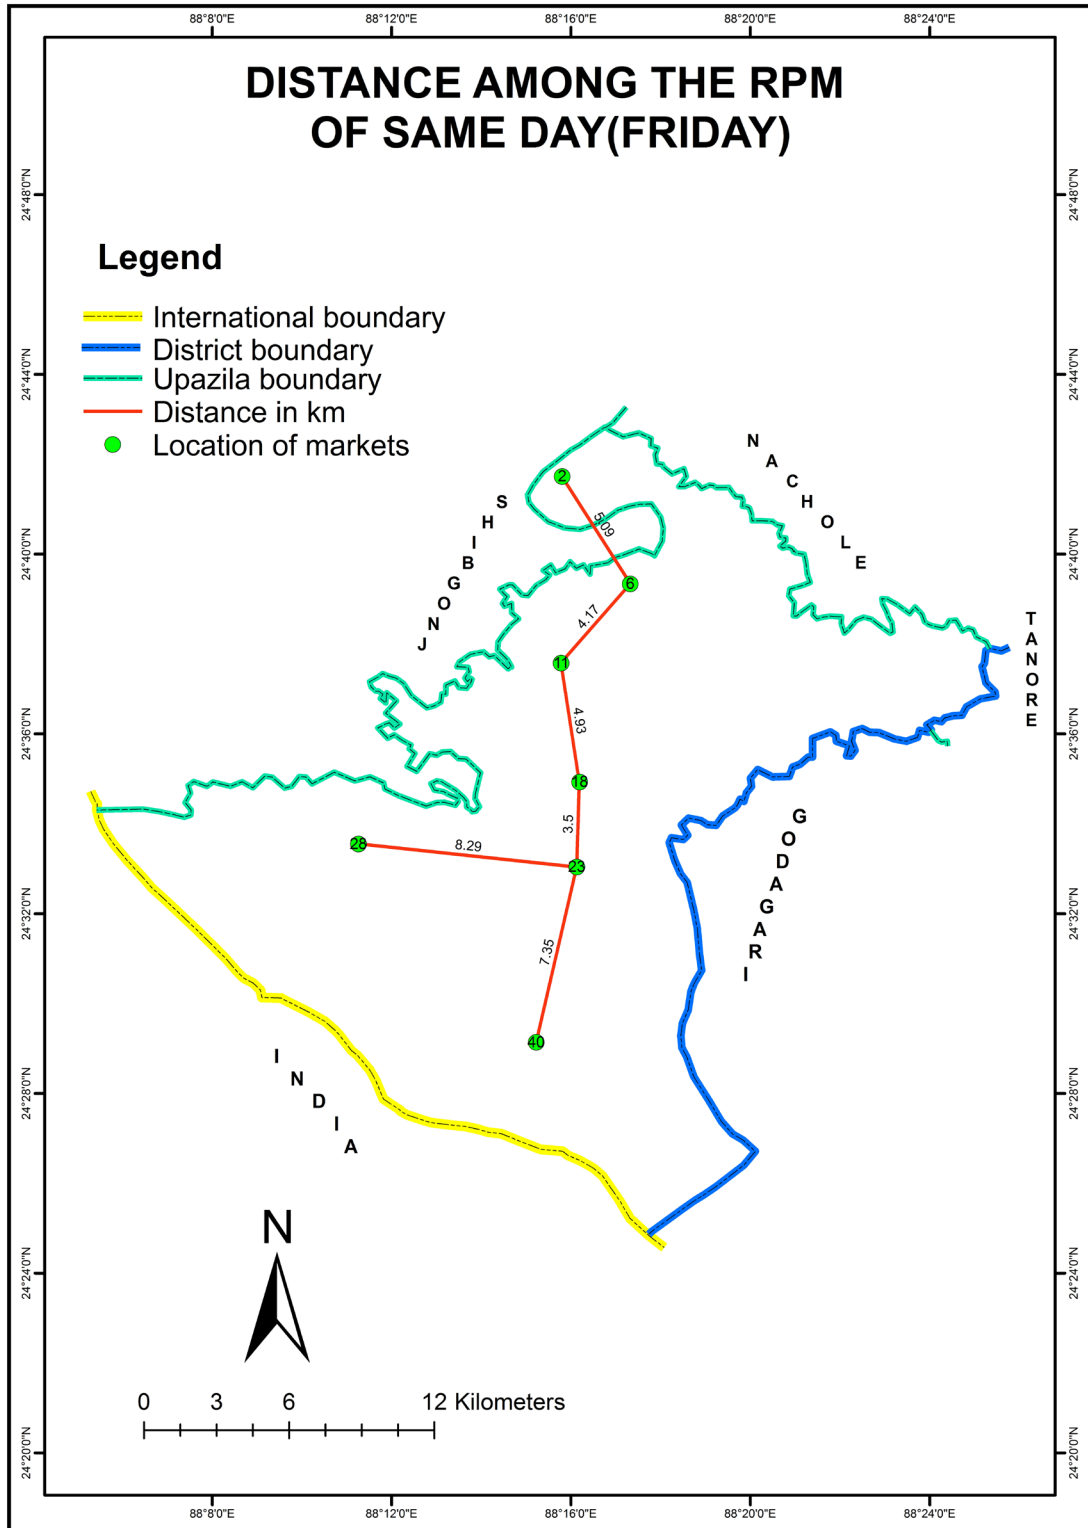 88°8'0"E 88°12'0"E 88°16'0"E 88°20'0"E 88°24'0"E
DISTANCE AMONG THE RPM
OF SAME DAY(FRIDAY)
24°48'0"N 24°48'0"N
Legend
International boundary
District boundary
24°44'0"N 24°44'0"N
Upazila boundary
Distance in km
Location of markets
NACHOLE
2
SHIBGONJ
5.09
24°40'0"N 24°40'0"N
6
4.17
TANORE
11
4.93
24°36'0"N 24°36'0"N
18
3.5
GODAGARI
28
8.29
23
24°32'0"N 24°32'0"N
7.35
40
INDIA
24°28'0"N 24°28'0"N
N
24°24'0"N 24°24'0"N
0 3 6 12 Kilometers
24°20'0"N 24°20'0"N
88°8'0"E 88°12'0"E 88°16'0"E 88°20'0"E 88°24'0"E